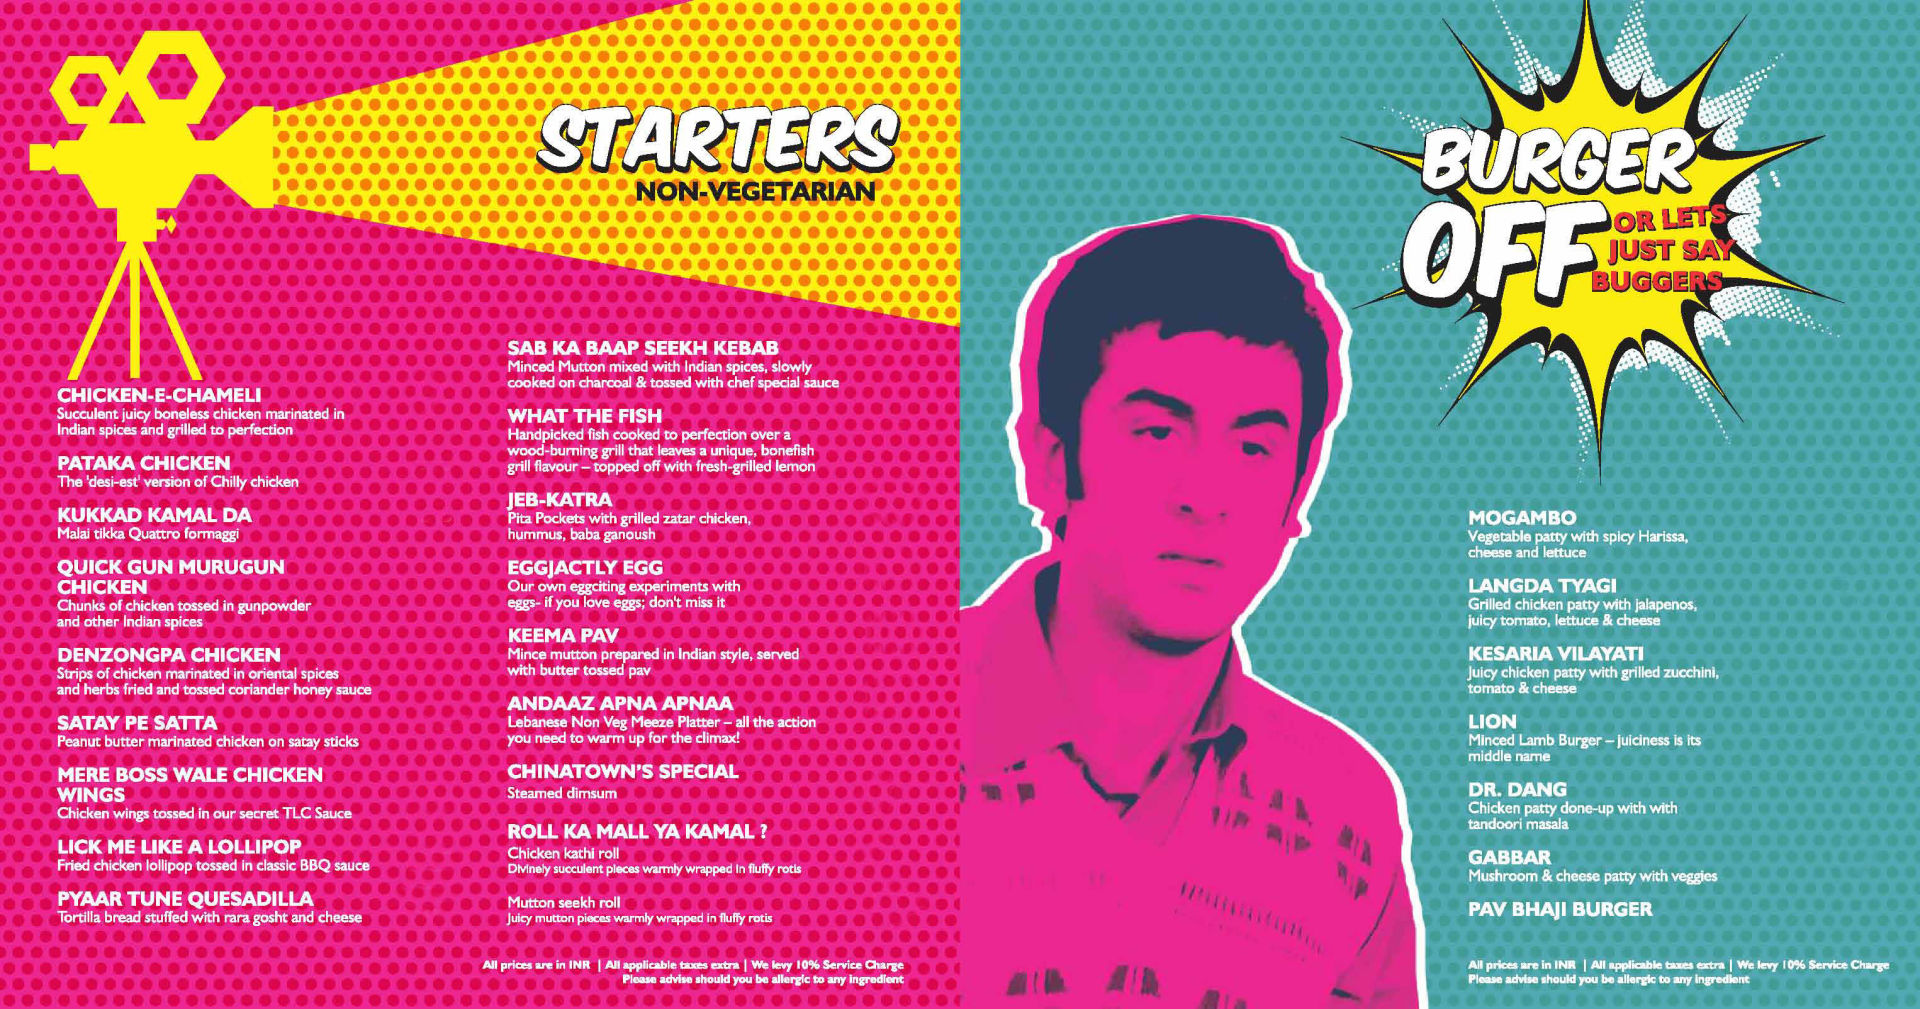 STARTERS
NON-VEGETARIAN
CHICKEN-E-CHAMELI
Succulent juicy boneless chicken marinated in
Indian spices and grilled to perfection
PATAKA CHICKEN
The 'desi-est' version of Chilly chicken
KUKKAD KAMAL DA
Malai tikka Quattro formaggi
QUICK GUN MURUGUN
CHICKEN
Chunks of chicken tossed in gunpowder
and other Indian spices
DENZONGPA CHICKEN
Strips of chicken marinated in oriental spices
and herbs fried and tossed coriander honey sauce
SATAY PE SATTA
Peanut butter marinated chicken on satay sticks
MERE BOSS WALE CHICKEN
WINGS
Chicken wings tossed in our secret TLC Sauce
LICK ME LIKE A LOLLIPOP
Fried chicken lollipop tossed in classic BBQ sauce
PYAAR TUNE QUESADILLA
Tortilla bread stuffed with rara gosht and cheese
SAB KA BAAP SEEKH KEBAB
Minced Mutton mixed with Indian spices, slowly
cooked on charcoal & tossed with chef special sauce
WHAT THE FISH
Handpicked fish cooked to perfection over a
wood-burning grill that leaves a unique, bonefish
grill flavour – topped off with fresh-grilled lemon
JEB-KATRA
Pita Pockets with grilled zatar chicken,
hummus, baba ganoush
EGGJACTLY EGG
Our own eggciting experiments with
eggs- if you love eggs; don't miss it
KEEMA PAV
Mince mutton prepared in Indian style, served
with butter tossed pav
ANDAAZ APNA APNAA
Lebanese Non Veg Meeze Platter – all the action
you need to warm up for the climax!
CHINATOWN'S SPECIAL
Steamed dimsum
ROLL KA MALL YA KAMAL ?
Chicken kathi roll
Divinely succulent pieces warmly wrapped in fluffy rotis
Mutton seekh roll
Juicy mutton pieces warmly wrapped in fluffy rotis
All prices are in INR | All applicable taxes extra | We levy 10% Service Charge
Please advise should you be allergic to any ingredient
BURGER
OFF
OR LETS
JUST SAY
BUGGERS
MOGAMBO
Vegetable patty with spicy Harissa,
cheese and lettuce
LANGDA TYAGI
Grilled chicken patty with jalapenos,
juicy tomato, lettuce & cheese
KESARIA VILAYATI
Juicy chicken patty with grilled zucchini,
tomato & cheese
LION
Minced Lamb Burger – juiciness is its
middle name
DR. DANG
Chicken patty done-up with with
tandoori masala
GABBAR
Mushroom & cheese patty with veggies
PAV BHAJI BURGER
All prices are in INR | All applicable taxes extra | We levy 10% Service Charge
Please advise should you be allergic to any ingredient